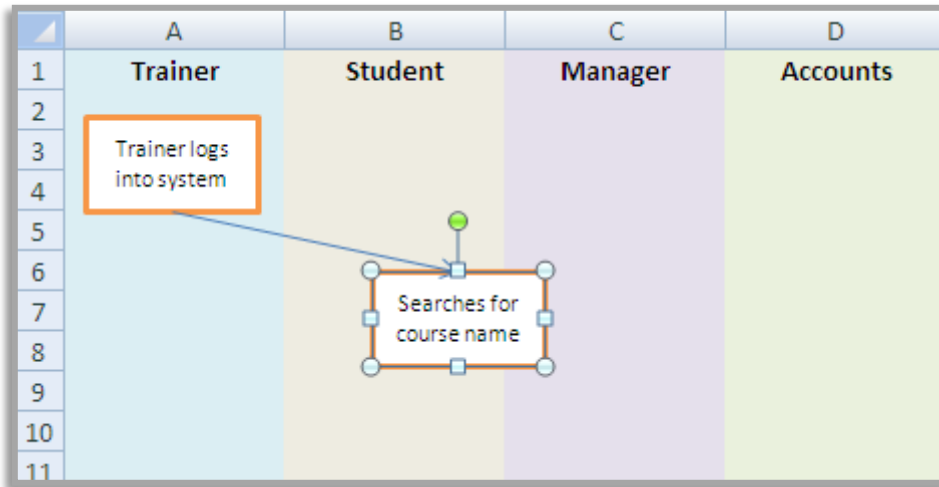 A B C D
1 Trainer Student Manager Accounts
2
3 Trainer logs
4 into system
5
6
7 Searches for
8 course name
9
10
11